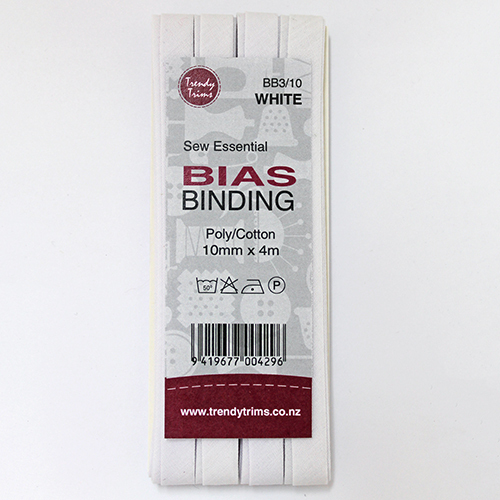 Trendy
Trims
BB3/10
WHITE
Sew Essential
BIAS
BINDING
Poly/Cotton
10mm x 4m
50°
P
9 419677 004296
www.trendytrims.co.nz